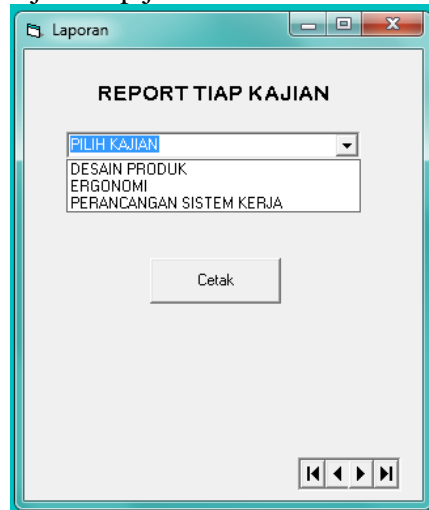 Laporan
REPORT TIAP KAJIAN
PILIH KAJIAN
DESAIN PRODUK
ERGONOMI
PERANCANGAN SISTEM KERJA
Cetak